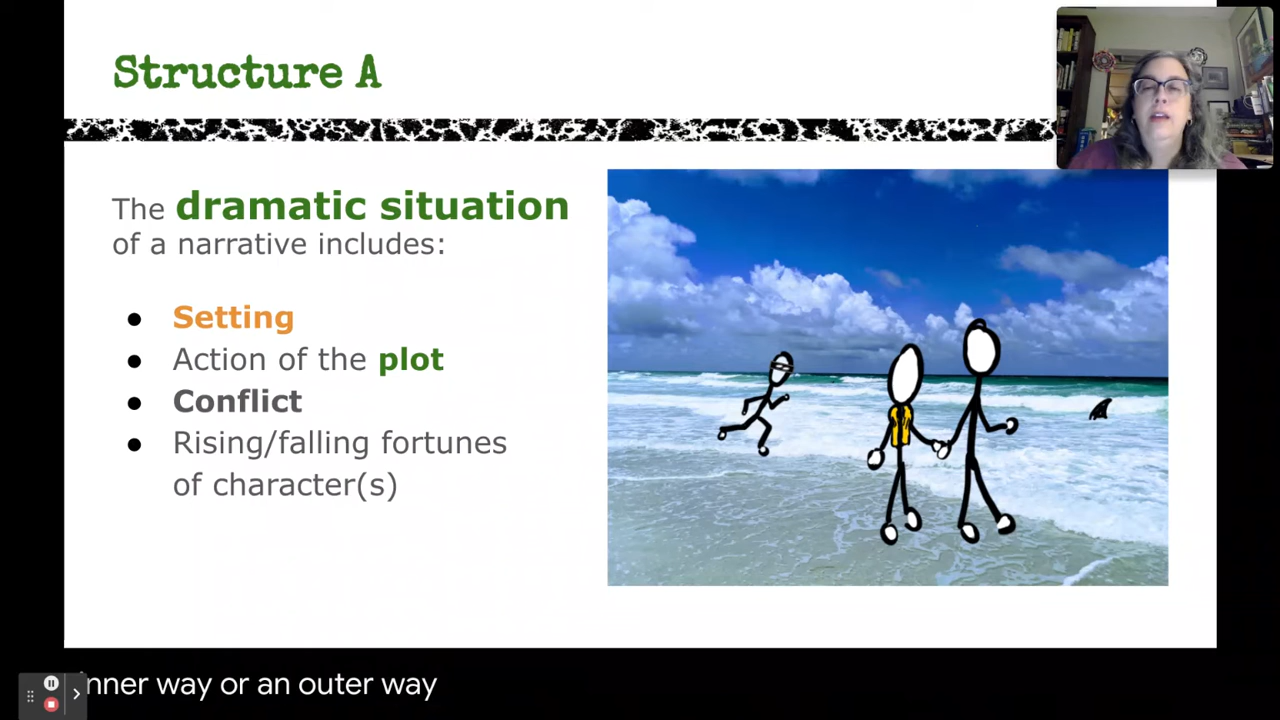 Structure A
The dramatic situation
of a narrative includes:
● Setting
● Action of the plot
● Conflict
● Rising/falling fortunes
of character(s)
inner way or an outer way